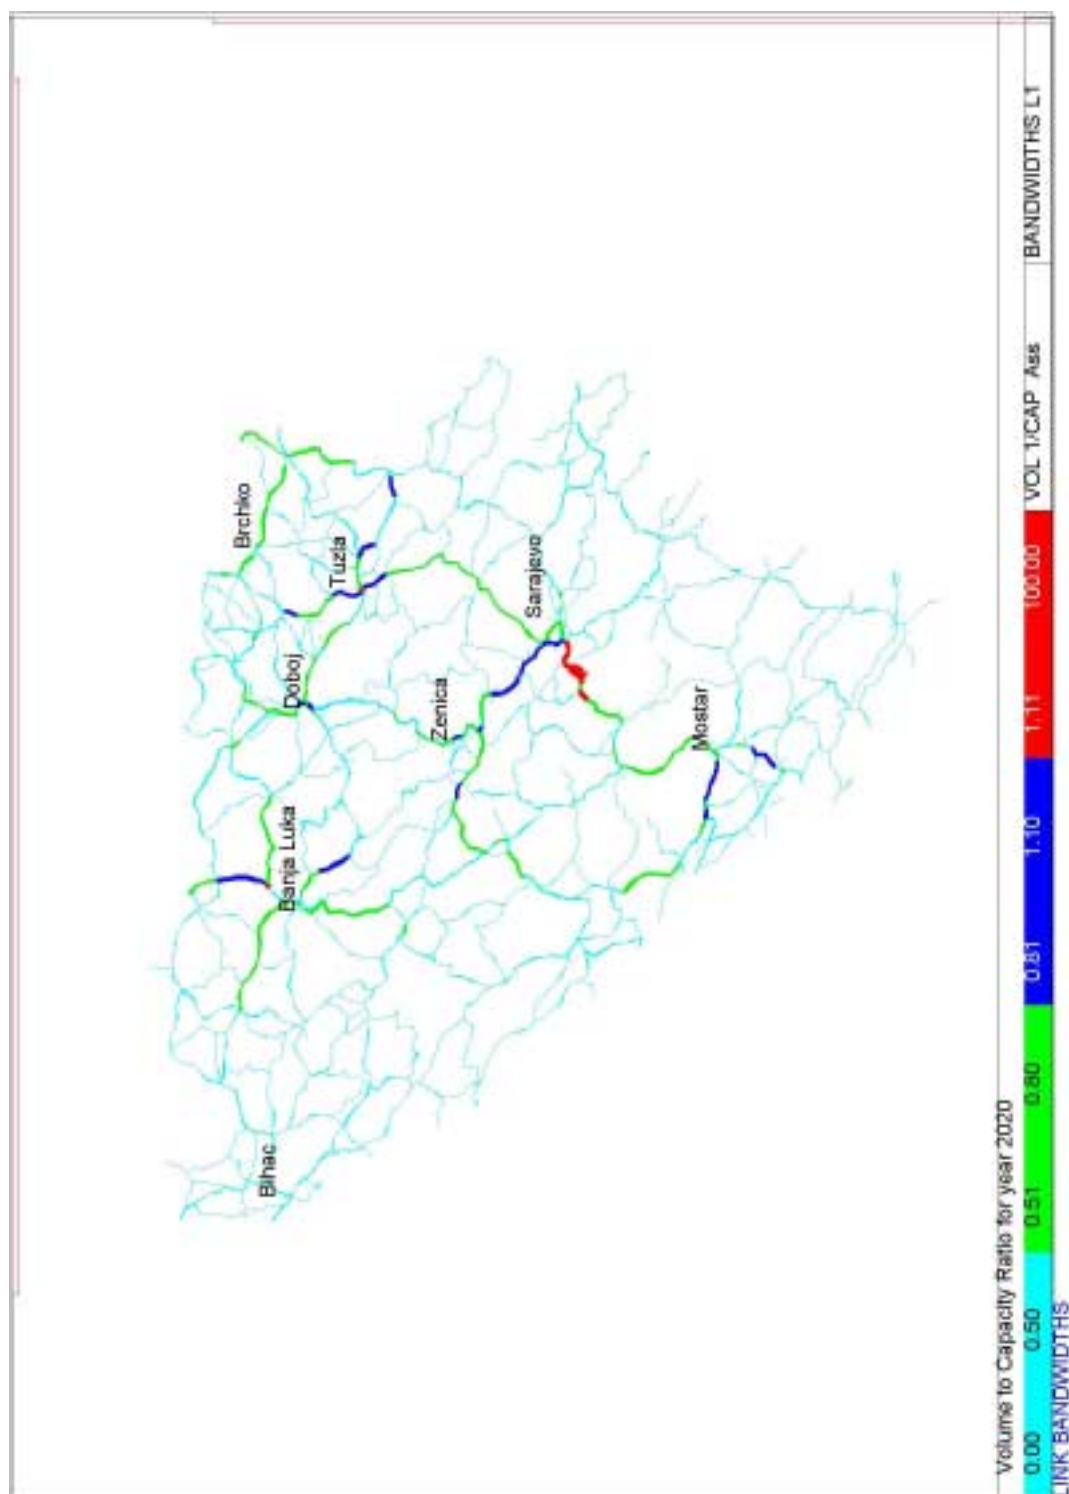 Brchko
Tuzla
Doboj
Banja Luka
Bihac
Zenica
Sarajevo
Mostar
Volume to Capacity Ratio for year 2020
0.00 0.50 0.51 0.80 0.81 1.10 1.11 100.00 VOL 1/CAP Ass BANDWIDTHS L1
LINK BANDWIDTHS